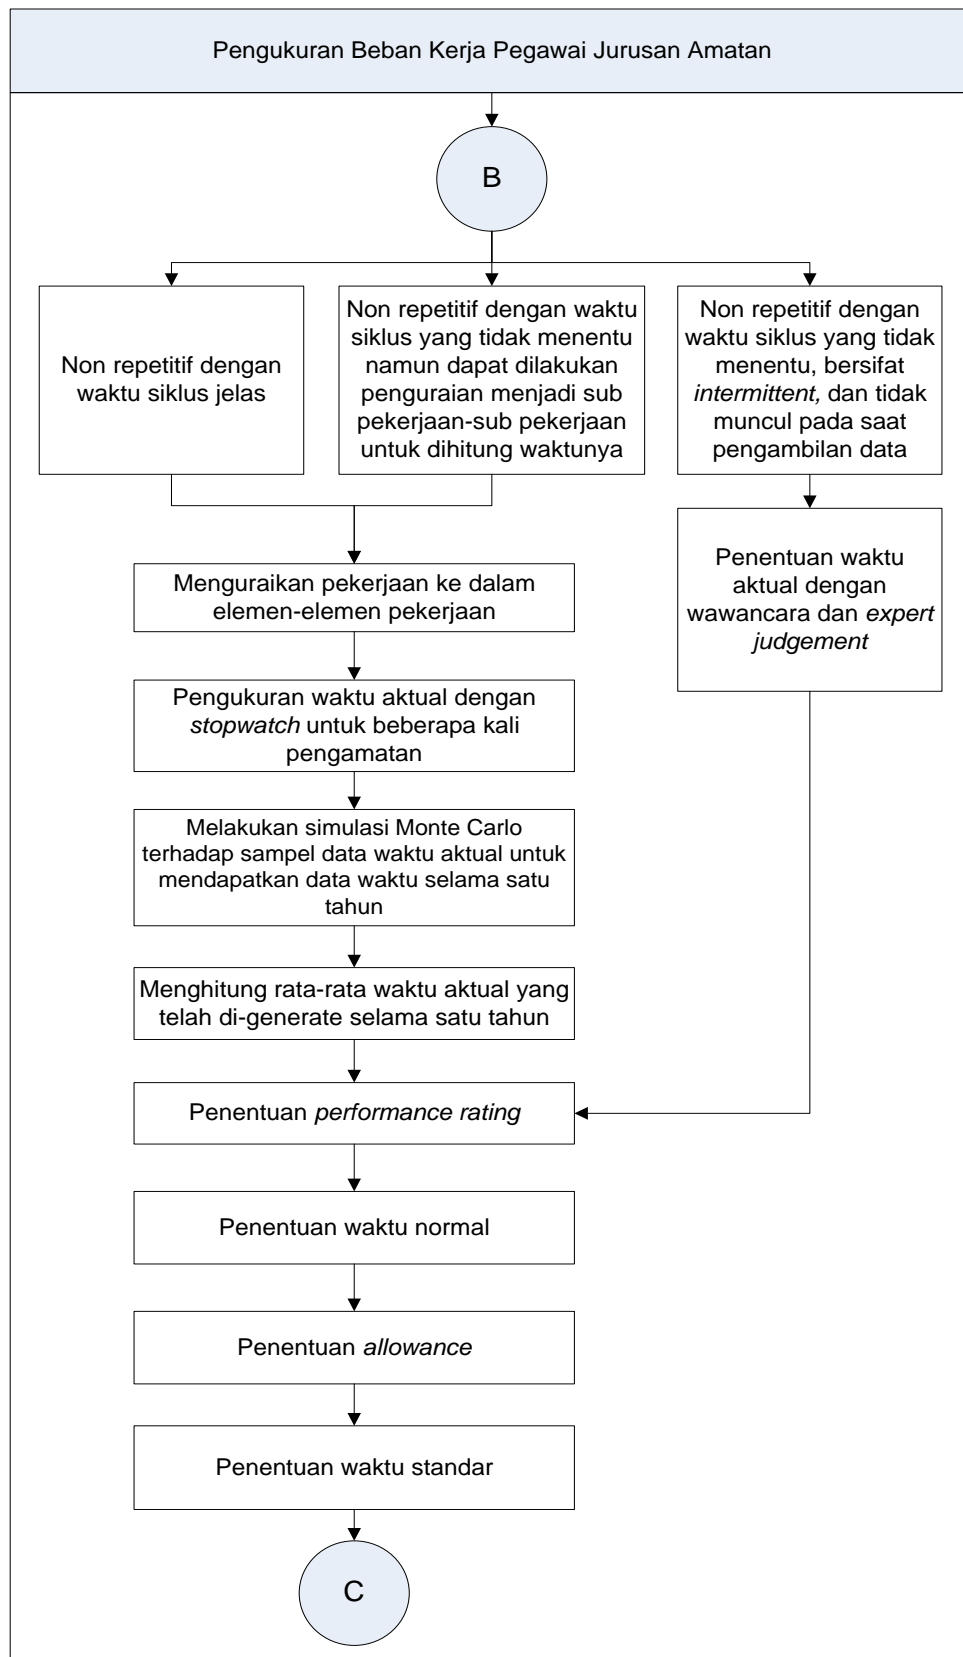 Pengukuran Beban Kerja Pegawai Jurusan Amatan
B
Non repetitif dengan
waktu siklus jelas
Non repetitif dengan waktu
siklus yang tidak menentu
namun dapat dilakukan
penguraian menjadi sub
pekerjaan-sub pekerjaan
untuk dihitung waktunya
Non repetitif dengan
waktu siklus yang tidak
menentu, bersifat
intermittent, dan tidak
muncul pada saat
pengambilan data
Menguraikan pekerjaan ke dalam
elemen-elemen pekerjaan
Penentuan waktu
aktual dengan
wawancara dan expert
judgement
Pengukuran waktu aktual dengan
stopwatch untuk beberapa kali
pengamatan
Melakukan simulasi Monte Carlo
terhadap sampel data waktu aktual untuk
mendapatkan data waktu selama satu
tahun
Menghitung rata-rata waktu aktual yang
telah di-generate selama satu tahun
Penentuan performance rating
Penentuan waktu normal
Penentuan allowance
Penentuan waktu standar
C